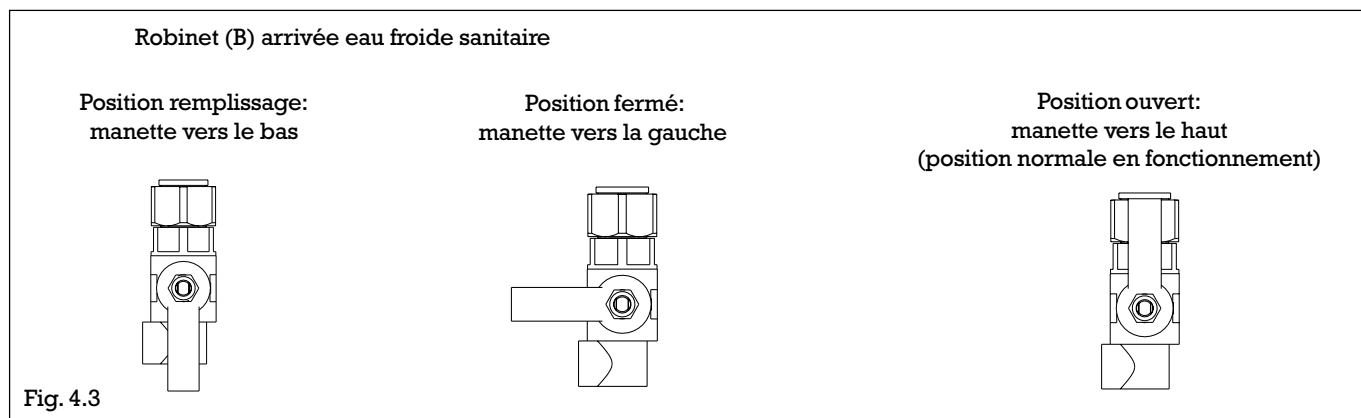 Robinet (B) arrivée eau froide sanitaire
Position remplissage:
manette vers le bas
Position fermé:
manette vers la gauche
Position ouvert:
manette vers le haut
(position normale en fonctionnement)
Fig. 4.3